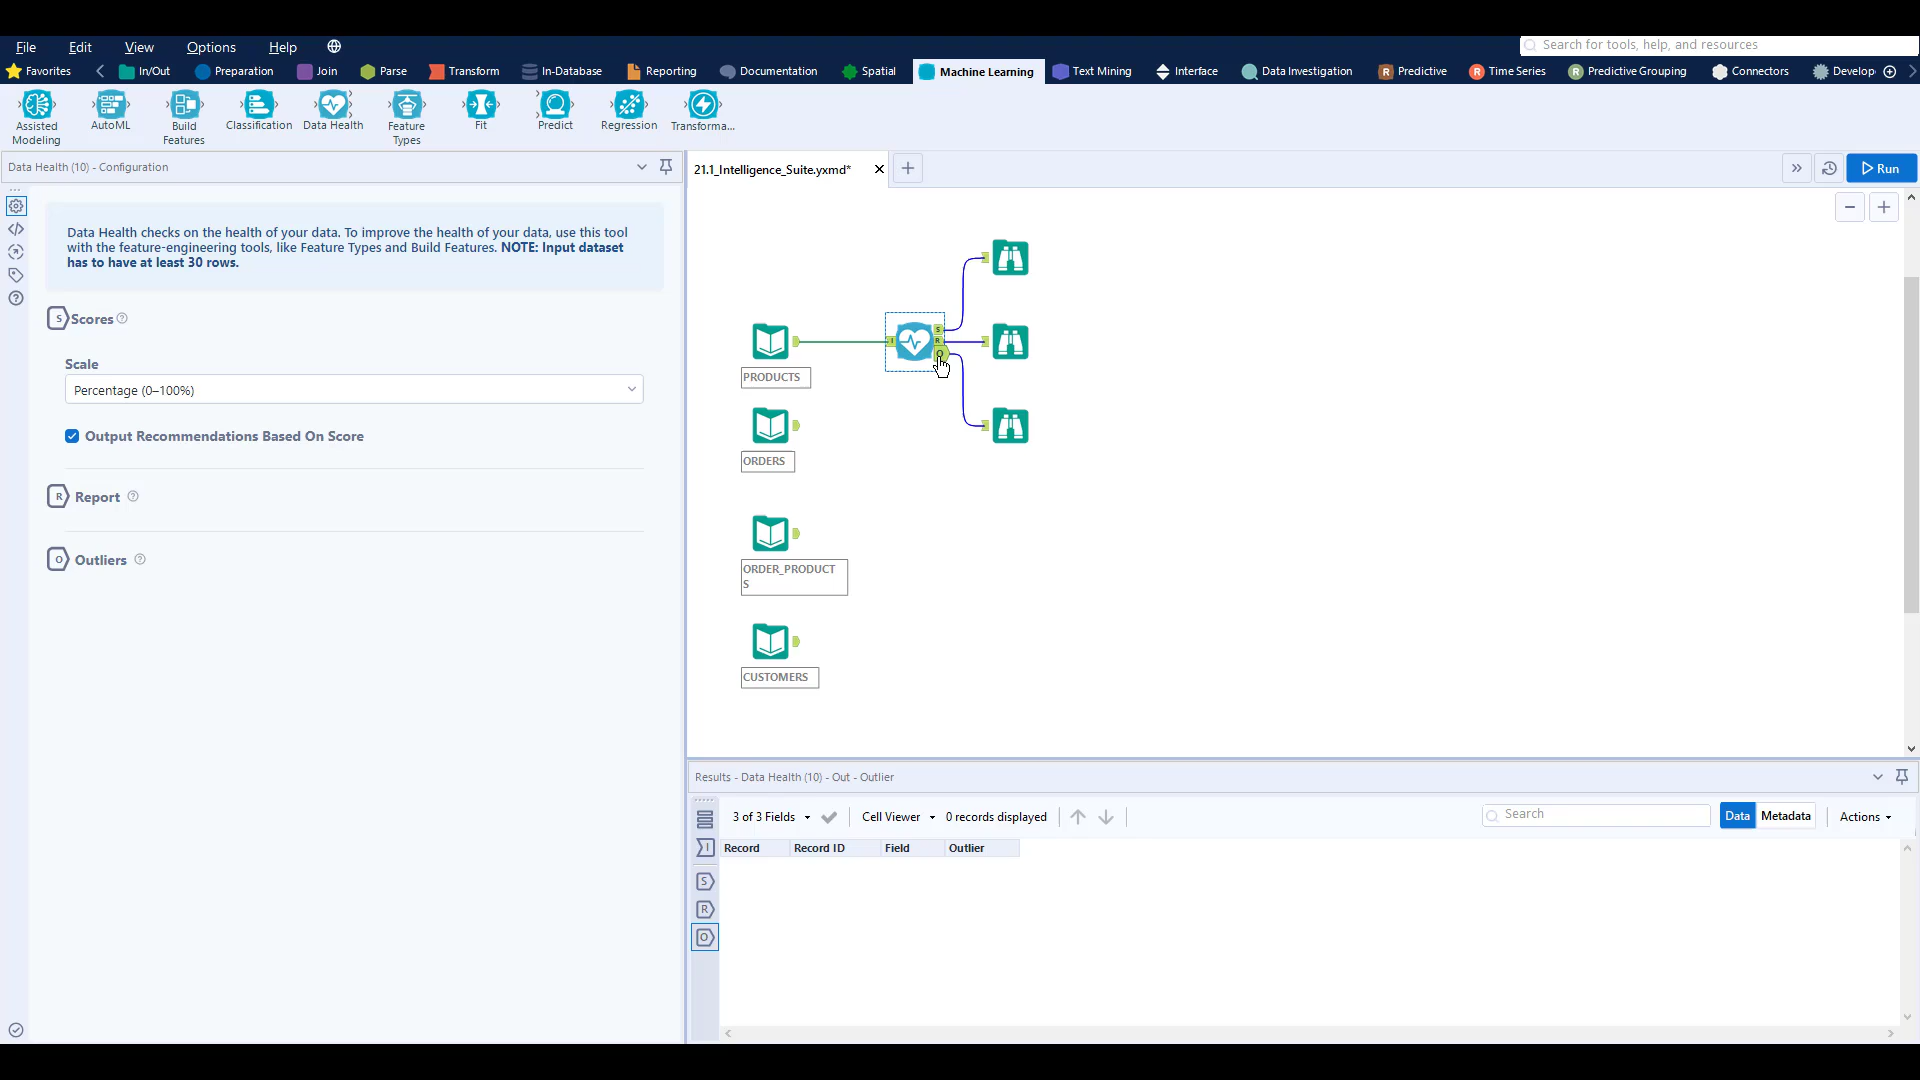 File Edit View Options Help
Search for tools, help, and resources
Favorites In/Out Preparation Join Parse Transform In-Database Reporting Documentation Spatial Machine Learning Text Mining Interface Data Investigation Predictive Time Series Predictive Grouping Connectors Develop
Assisted Modeling
AutoML
Build Features
Classification
Data Health
Feature Types
Fit
Predict
Regression
Transforma...
Data Health (10) - Configuration
21.1_Intelligence_Suite.yxmd*
Run
Data Health checks on the health of your data. To improve the health of your data, use this tool
with the feature-engineering tools, like Feature Types and Build Features. NOTE: Input dataset
has to have at least 30 rows.
S Scores
Scale
Percentage (0–100%)
Output Recommendations Based On Score
R Report
O Outliers
I
S
R
O
PRODUCTS
ORDERS
ORDER_PRODUCT
S
CUSTOMERS
Results - Data Health (10) - Out - Outlier
3 of 3 Fields Cell Viewer 0 records displayed
Search
Data Metadata Actions
Record Record ID Field Outlier
I
S
R
O